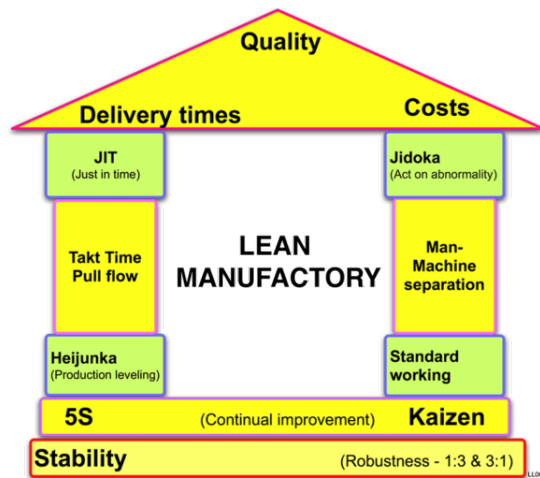 Quality
Delivery times
Costs
JIT
(Just in time)
Jidoka
(Act on abnormality)
LEAN
MANUFACTORY
Takt Time
Pull flow
Man-
Machine
separation
Heijunka
(Production leveling)
Standard
working
5S (Continual improvement) Kaizen
Stability (Robustness - 1:3 & 3:1)